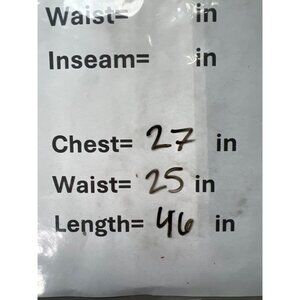 Waist= in
Inseam= in
Chest= 27 in
Waist= 25 in
Length= 46 in